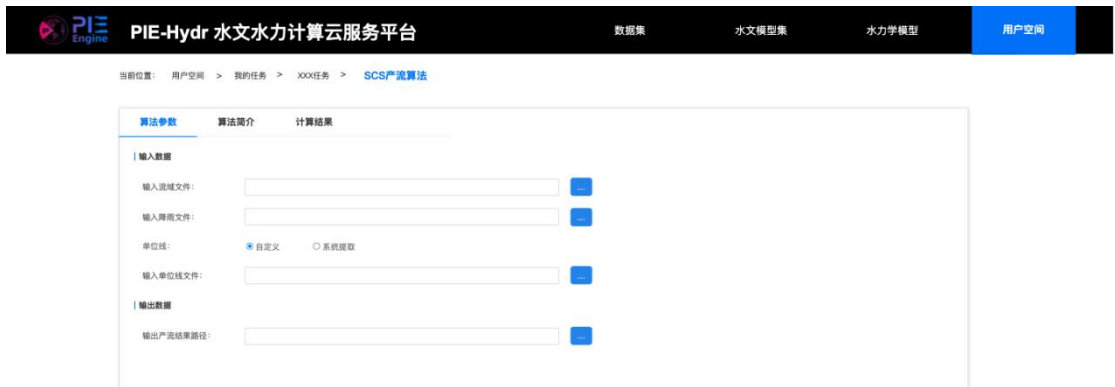 PIE Engine PIE-Hydr 水文水力计算云服务平台 数据集 水文模型集 水力学模型 用户空间
当前位置: 用户空间 > 我的任务 > XXX任务 > SCS产流算法
算法参数 算法简介 计算结果
输入数据
输入流域文件: ...
输入降雨文件: ...
单位线: 自定义 系统提取
输入单位线文件: ...
输出数据
输出产流结果路径: ...